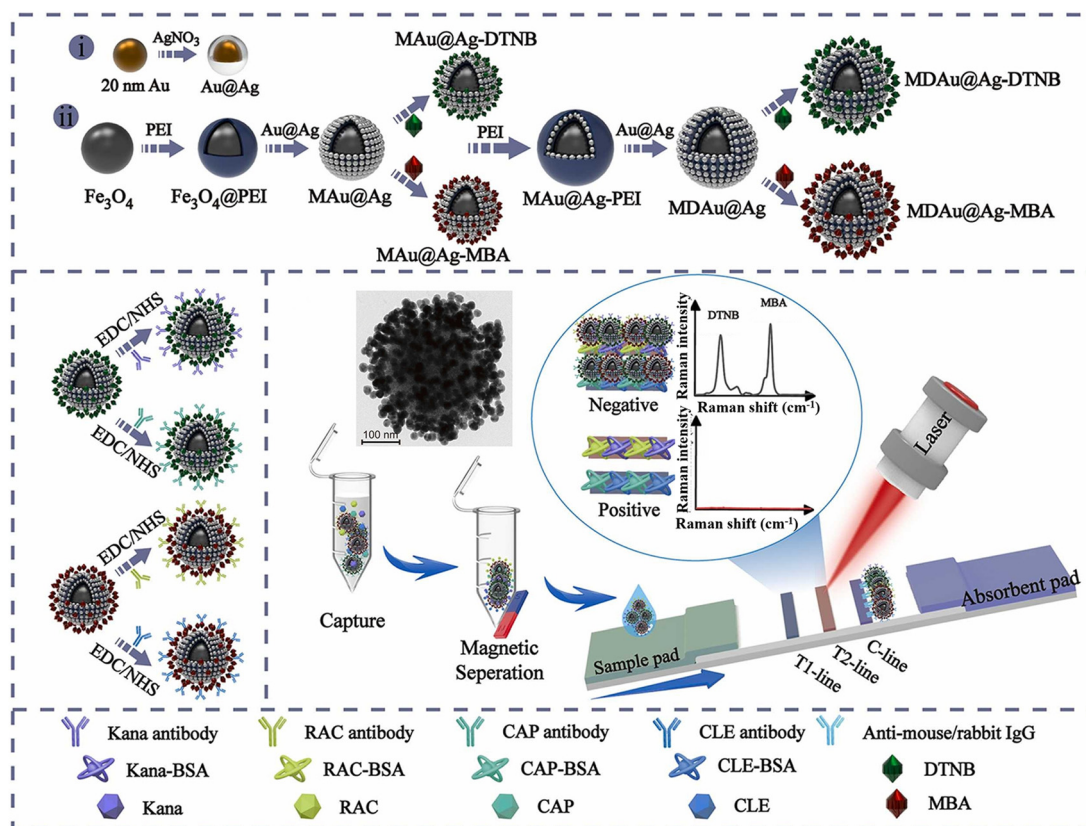 i
AgNO₃
20 nm Au
Au@Ag
ii
PEI
Au@Ag
Fe₃O₄
Fe₃O₄@PEI
MAu@Ag
MAu@Ag-DTNB
MAu@Ag-MBA
PEI
Au@Ag
MAu@Ag-PEI
MDAu@Ag
MDAu@Ag-DTNB
MDAu@Ag-MBA
EDC/NHS
EDC/NHS
EDC/NHS
EDC/NHS
100 nm
Capture
Magnetic
Seperation
Negative
Positive
Raman intensity
DTNB
MBA
Raman shift (cm⁻¹)
Raman intensity
Raman shift (cm⁻¹)
Laser
Sample pad
T1-line
T2-line
C-line
Absorbent pad
Kana antibody
RAC antibody
CAP antibody
CLE antibody
Anti-mouse/rabbit IgG
Kana-BSA
RAC-BSA
CAP-BSA
CLE-BSA
DTNB
Kana
RAC
CAP
CLE
MBA